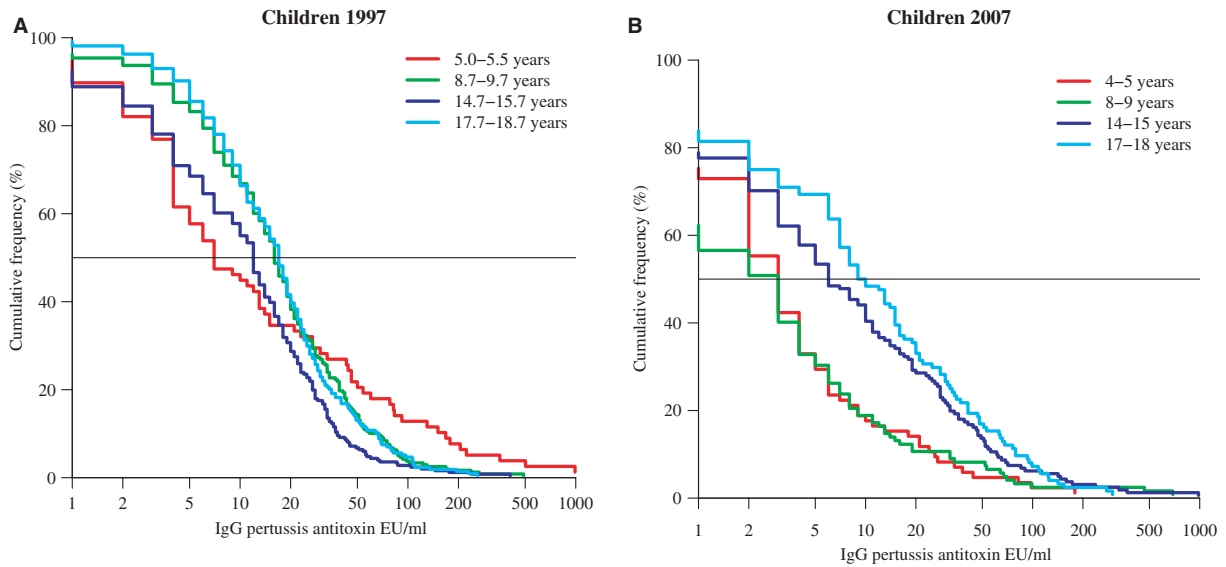 Children 1997
A
100
80
60
40
20
0
Cumulative frequency (%)
1 2 5 10 20 50 100 200 1000
IgG pertussis antitoxin EU/ml
5.0–5.5 years
8.7–9.7 years
14.7–15.7 years
17.7–18.7 years
Children 2007
B
100
80
60
40
20
0
Cumulative frequency (%)
1 2 5 10 20 50 100 200 1000
IgG pertussis antitoxin EU/ml
4–5 years
8–9 years
14–15 years
17–18 years